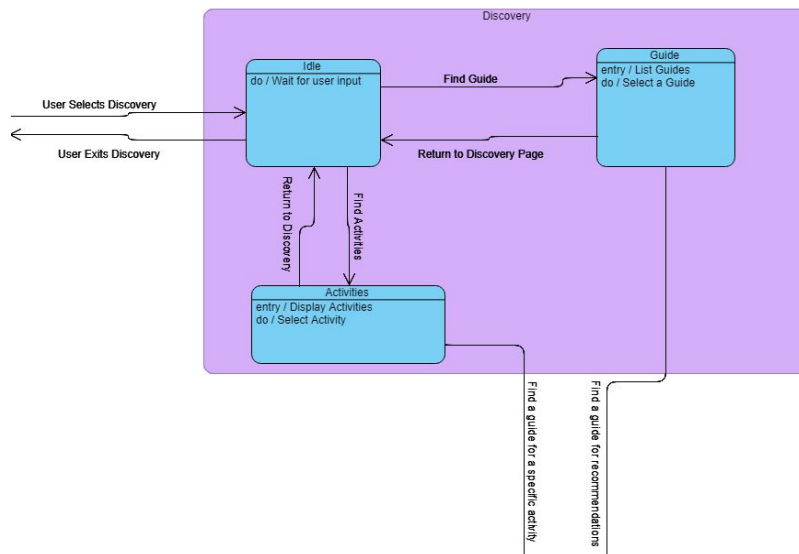 Discovery
Idle
do / Wait for user input
Guide
entry / List Guides
do / Select a Guide
Find Guide
User Selects Discovery
User Exits Discovery
Return to Discovery Page
Return to Discovery
Find Activities
Activities
entry / Display Activities
do / Select Activity
Find a guide for a specific activity
Find a guide for recommendations